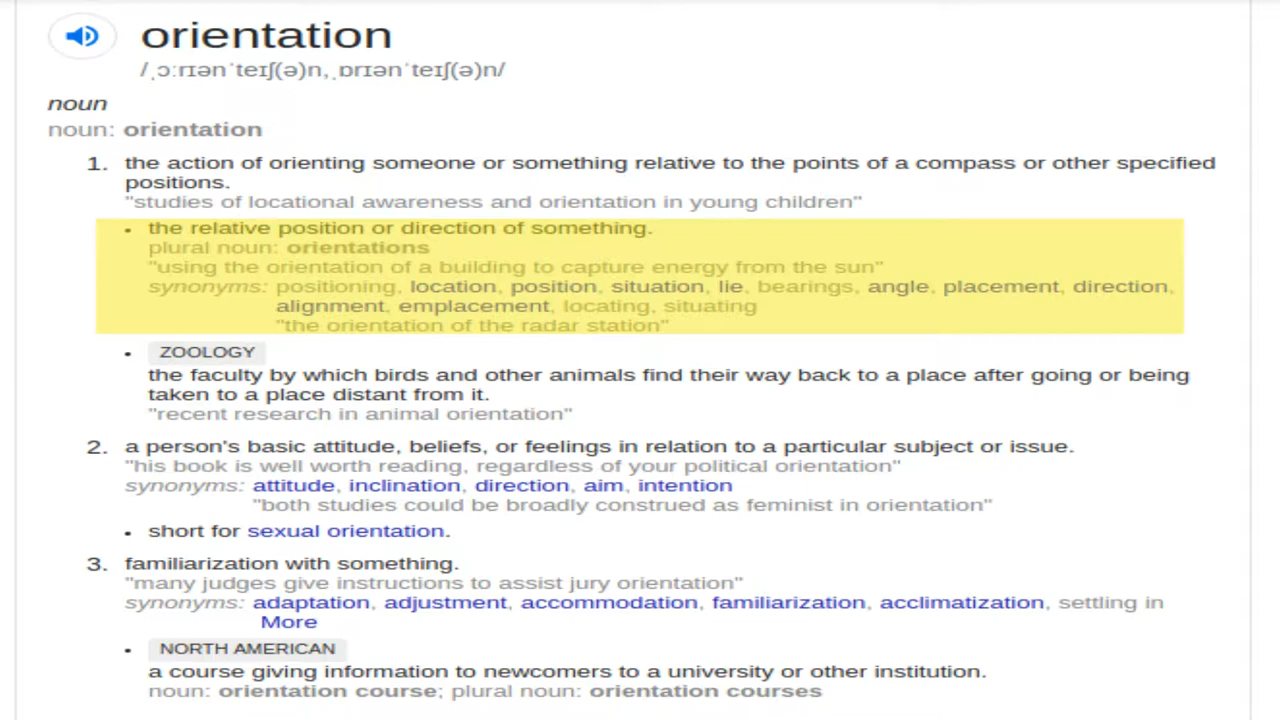 orientation
/ˌɔːrɪənˈteɪʃ(ə)n,ˌɒrɪənˈteɪʃ(ə)n/
noun
noun: orientation
1. the action of orienting someone or something relative to the points of a compass or other specified
positions.
"studies of locational awareness and orientation in young children"
• the relative position or direction of something.
plural noun: orientations
"using the orientation of a building to capture energy from the sun"
synonyms: positioning, location, position, situation, lie, bearings, angle, placement, direction,
alignment, emplacement, locating, situating
"the orientation of the radar station"
• ZOOLOGY
the faculty by which birds and other animals find their way back to a place after going or being
taken to a place distant from it.
"recent research in animal orientation"
2. a person's basic attitude, beliefs, or feelings in relation to a particular subject or issue.
"his book is well worth reading, regardless of your political orientation"
synonyms: attitude, inclination, direction, aim, intention
"both studies could be broadly construed as feminist in orientation"
• short for sexual orientation.
3. familiarization with something.
"many judges give instructions to assist jury orientation"
synonyms: adaptation, adjustment, accommodation, familiarization, acclimatization, settling in
More
• NORTH AMERICAN
a course giving information to newcomers to a university or other institution.
noun: orientation course; plural noun: orientation courses